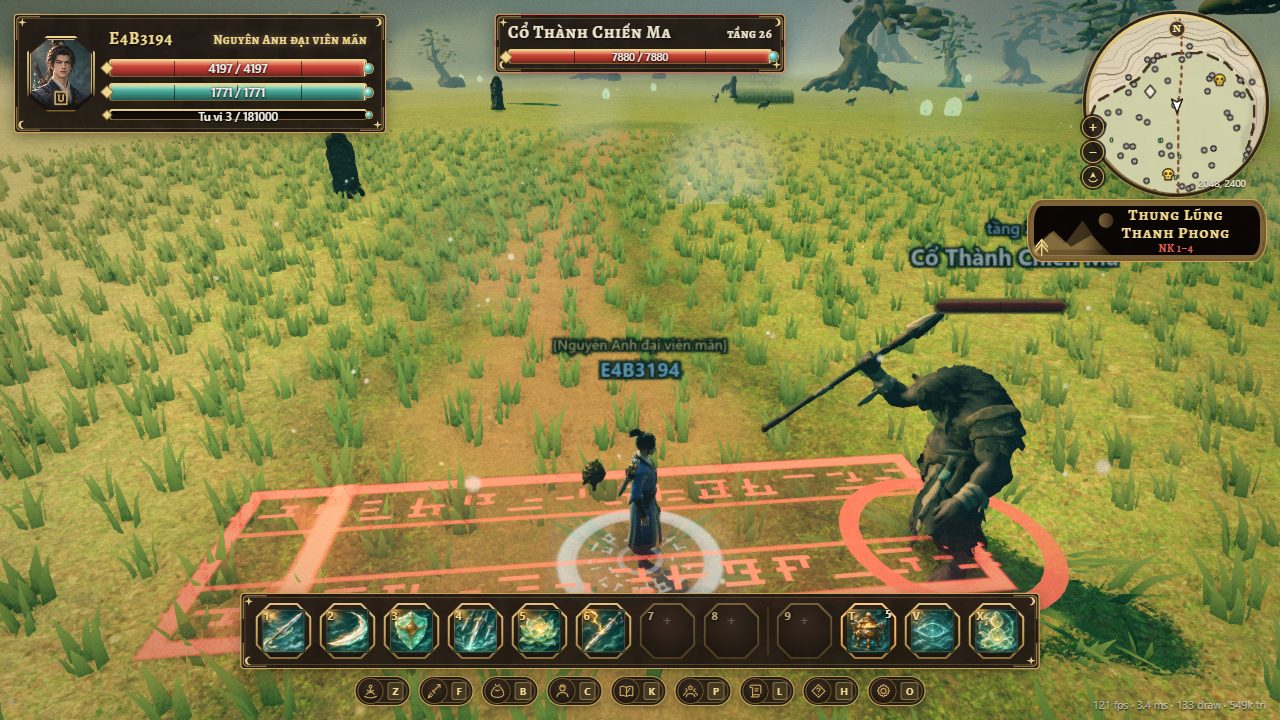 E4B3194
Nguyên Anh đại viên mãn
4197 / 4197
1771 / 1771
Tu vi 3 / 181000
U
Cổ Thành Chiến Ma
tầng 26
7880 / 7880
N
+
−
2048, 2400
Thung Lũng
Thanh Phong
NK 1–4
tầng
Cổ Thành Chiến Ma
[Nguyên Anh đại viên mãn]
E4B3194
1
2
3
4
5
6
7
+
8
+
9
+
T
5
V
X
Z
F
B
C
K
P
L
H
O
121 fps · 3.4 ms · 133 draw · 549k tri